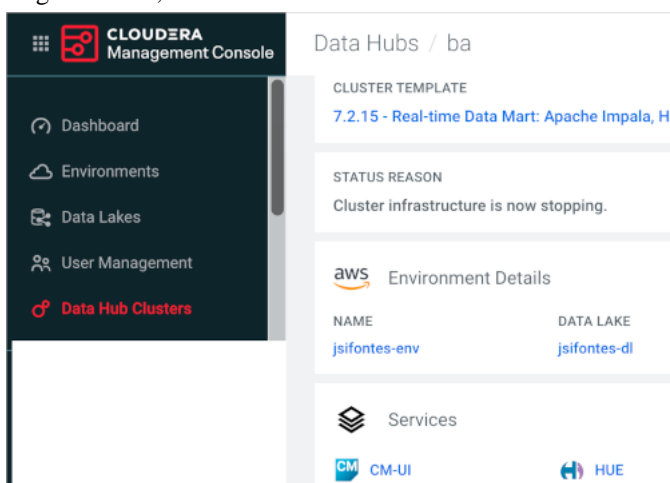 CLOUDERA
Management Console
Data Hubs / ba
CLUSTER TEMPLATE
7.2.15 - Real-time Data Mart: Apache Impala, H
Dashboard
Environments
STATUS REASON
Cluster infrastructure is now stopping.
Data Lakes
User Management
Data Hub Clusters
aws Environment Details
NAME DATA LAKE
jsifontes-env jsifontes-dl
Services
CM CM-UI HUE